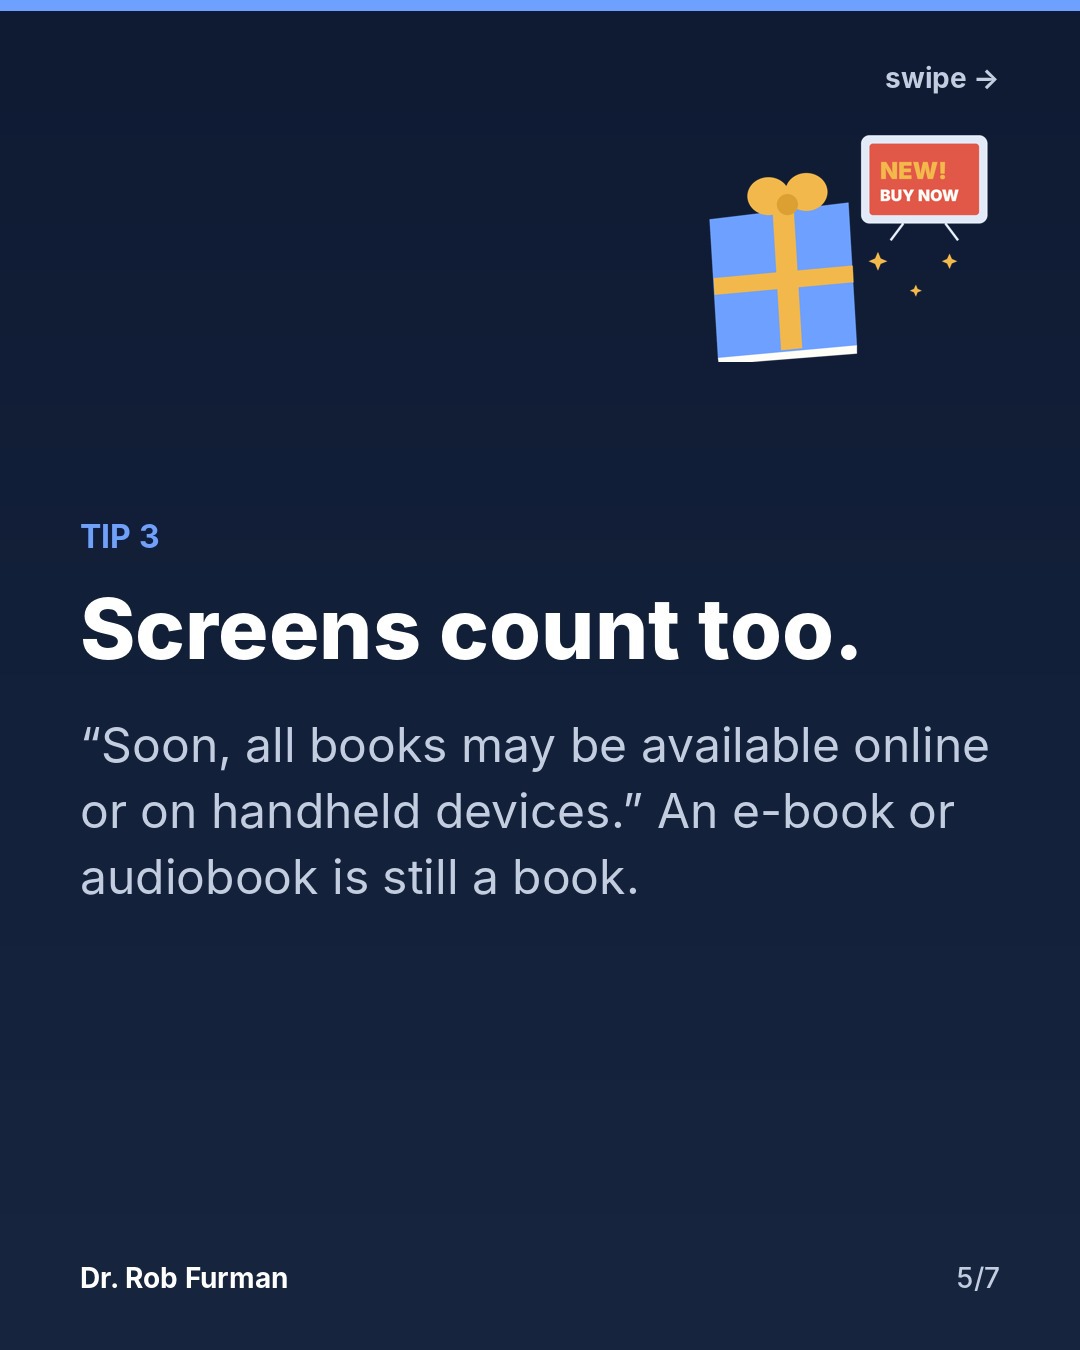 swipe →
NEW!
BUY NOW
TIP 3
Screens count too.
“Soon, all books may be available online
or on handheld devices.” An e-book or
audiobook is still a book.
Dr. Rob Furman
5/7